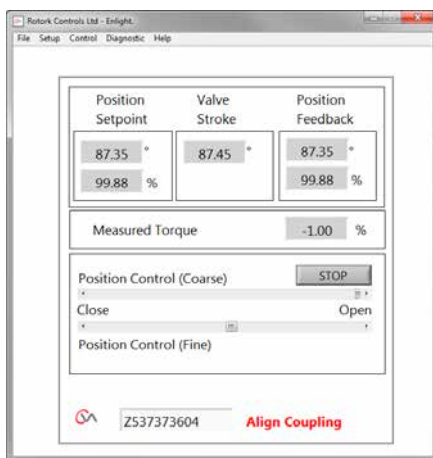 Rotork Controls Ltd - Enlight.
File Setup Control Diagnostic Help
Position Setpoint
Valve Stroke
Position Feedback
87.35 °
87.45 °
87.35 °
99.88 %
99.88 %
Measured Torque -1.00 %
Position Control (Coarse) STOP
Close Open
Position Control (Fine)
Z537373604 Align Coupling